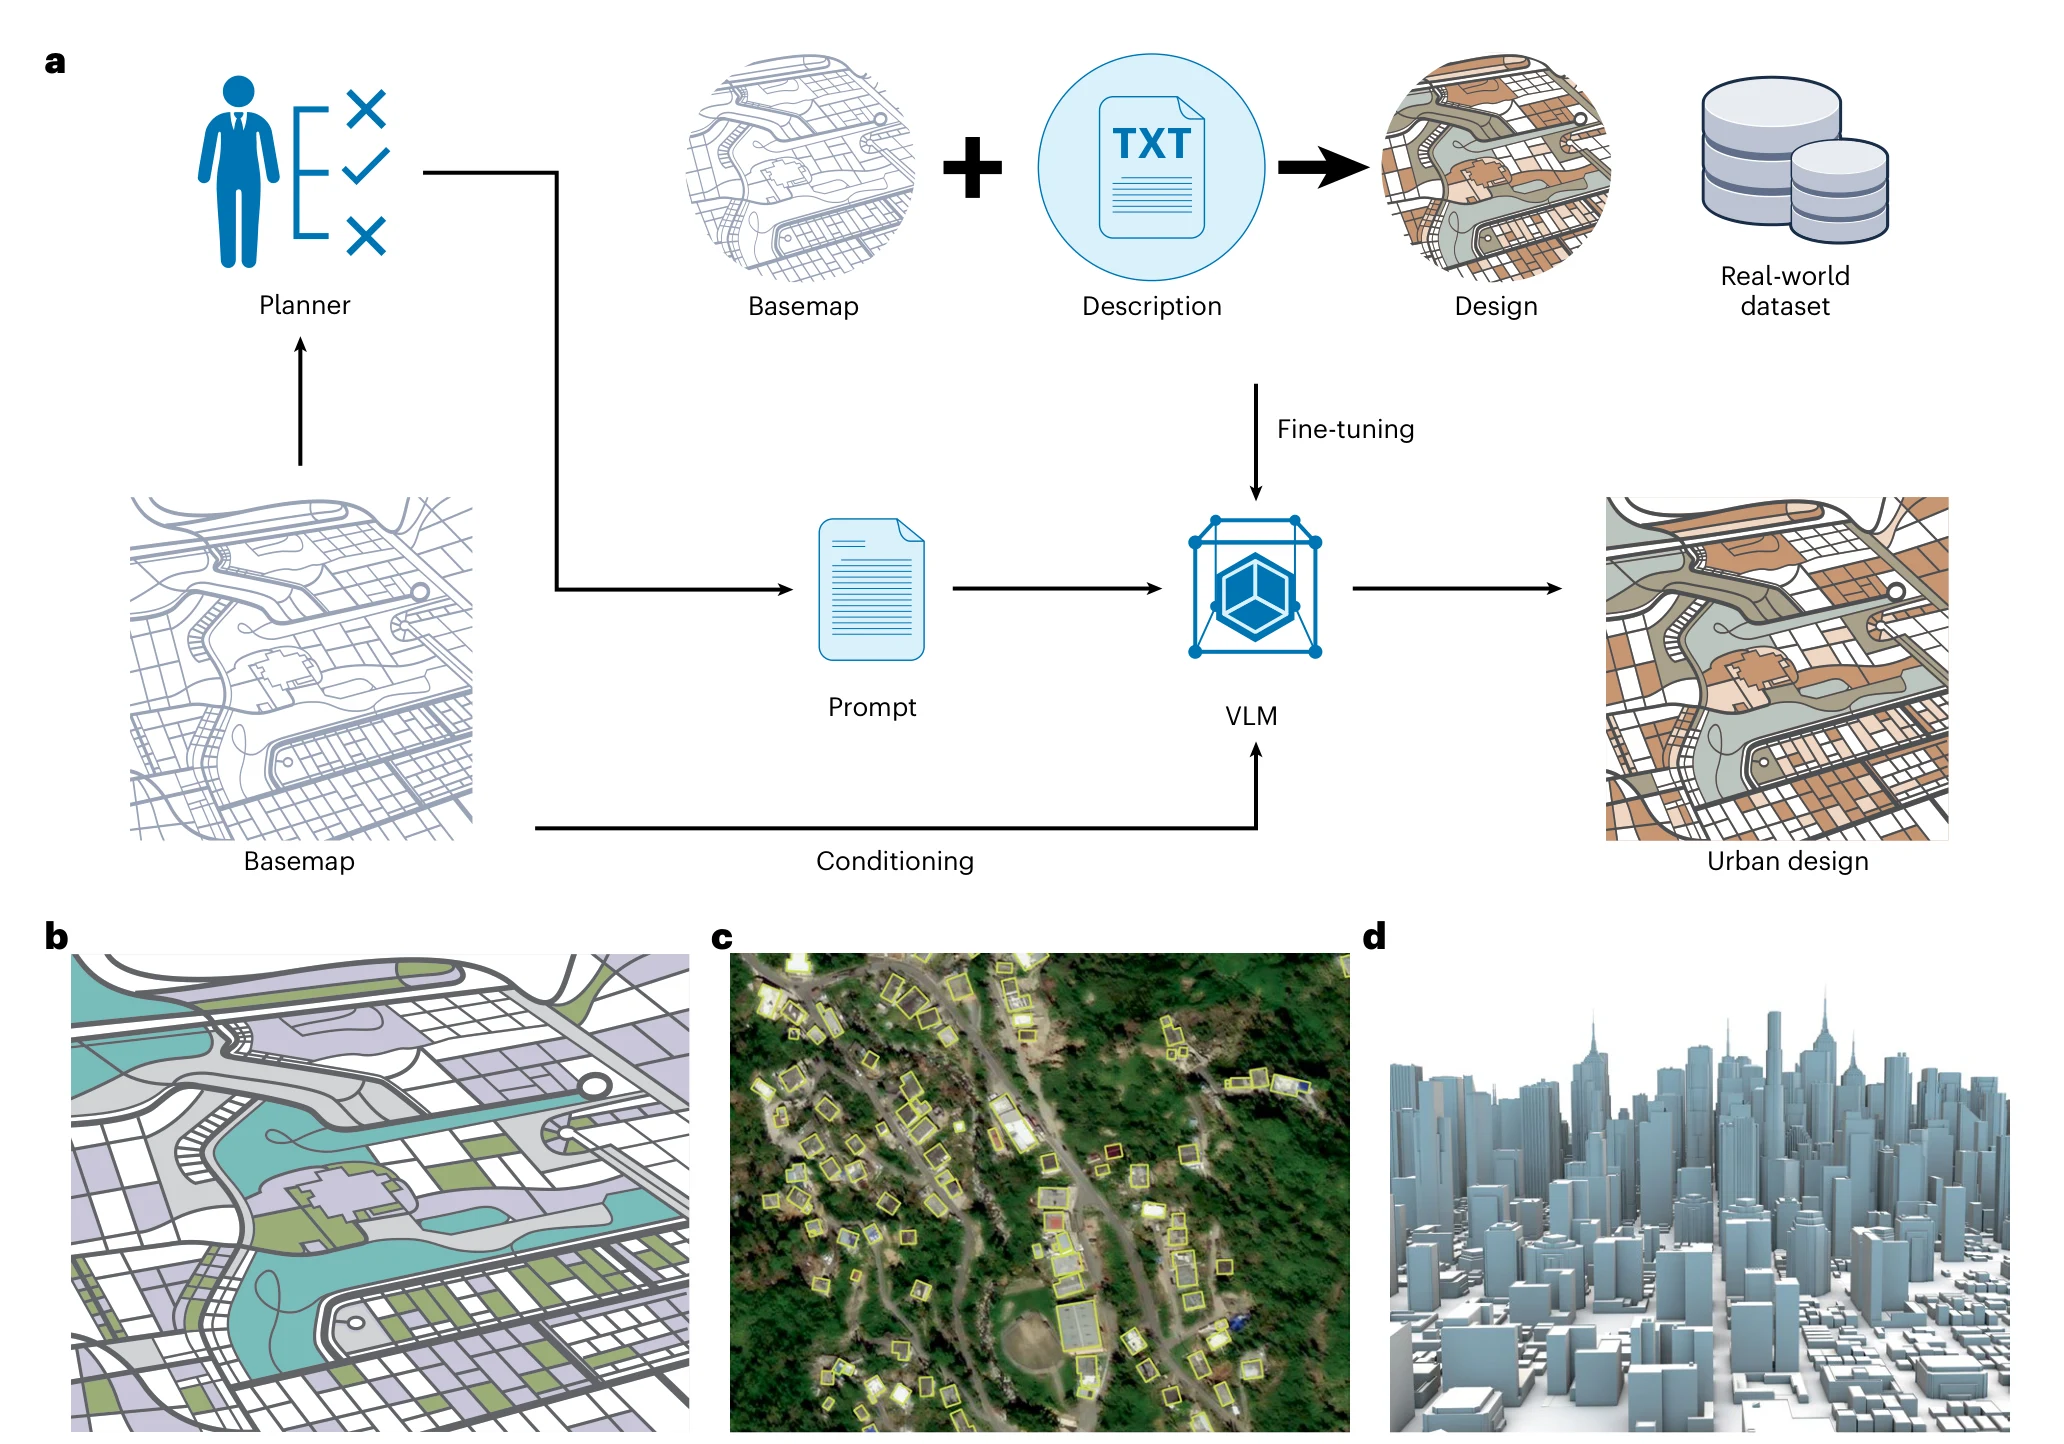 a
TXT
Planner
Basemap
Description
Design
Real-world
dataset
Fine-tuning
Prompt
VLM
Basemap
Conditioning
Urban design
b
c
d